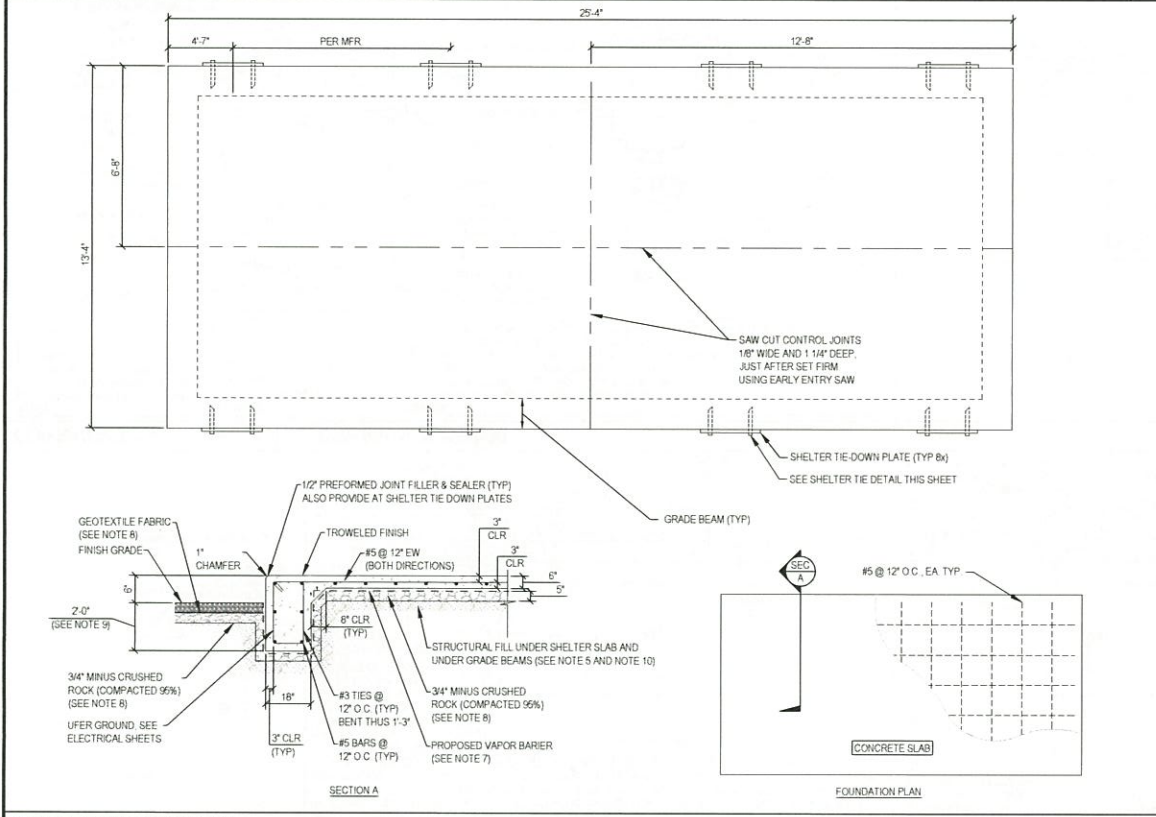 25'-4"
4'-7"
PER MFR
12'-8"
6'-8"
13'-4"
SAW CUT CONTROL JOINTS
1/8" WIDE AND 1 1/4" DEEP,
JUST AFTER SET FIRM
USING EARLY ENTRY SAW
SHELTER TIE-DOWN PLATE (TYP 8x)
SEE SHELTER TIE DETAIL THIS SHEET
GRADE BEAM (TYP)
1/2" PREFORMED JOINT FILLER & SEALER (TYP)
ALSO PROVIDE AT SHELTER TIE DOWN PLATES
GEOTEXTILE FABRIC
(SEE NOTE 8)
FINISH GRADE
1"
CHAMFER
TROWELED FINISH
#5 @ 12" EW
(BOTH DIRECTIONS)
3"
CLR
3"
CLR
6"
5"
6"
2'-0"
(SEE NOTE 9)
6" CLR
(TYP)
STRUCTURAL FILL UNDER SHELTER SLAB AND
UNDER GRADE BEAMS (SEE NOTE 5 AND NOTE 10)
3/4" MINUS CRUSHED
ROCK (COMPACTED 95%)
(SEE NOTE 8)
UFER GROUND, SEE
ELECTRICAL SHEETS
18"
3" CLR
(TYP)
#3 TIES @
12" O.C. (TYP)
BENT THUS 1'-3"
#5 BARS @
12" O.C. (TYP)
3/4" MINUS CRUSHED
ROCK (COMPACTED 95%)
(SEE NOTE 8)
PROPOSED VAPOR BARIER
(SEE NOTE 7)
SECTION A
SEC
A
#5 @ 12" O.C., EA. TYP.
CONCRETE SLAB
FOUNDATION PLAN